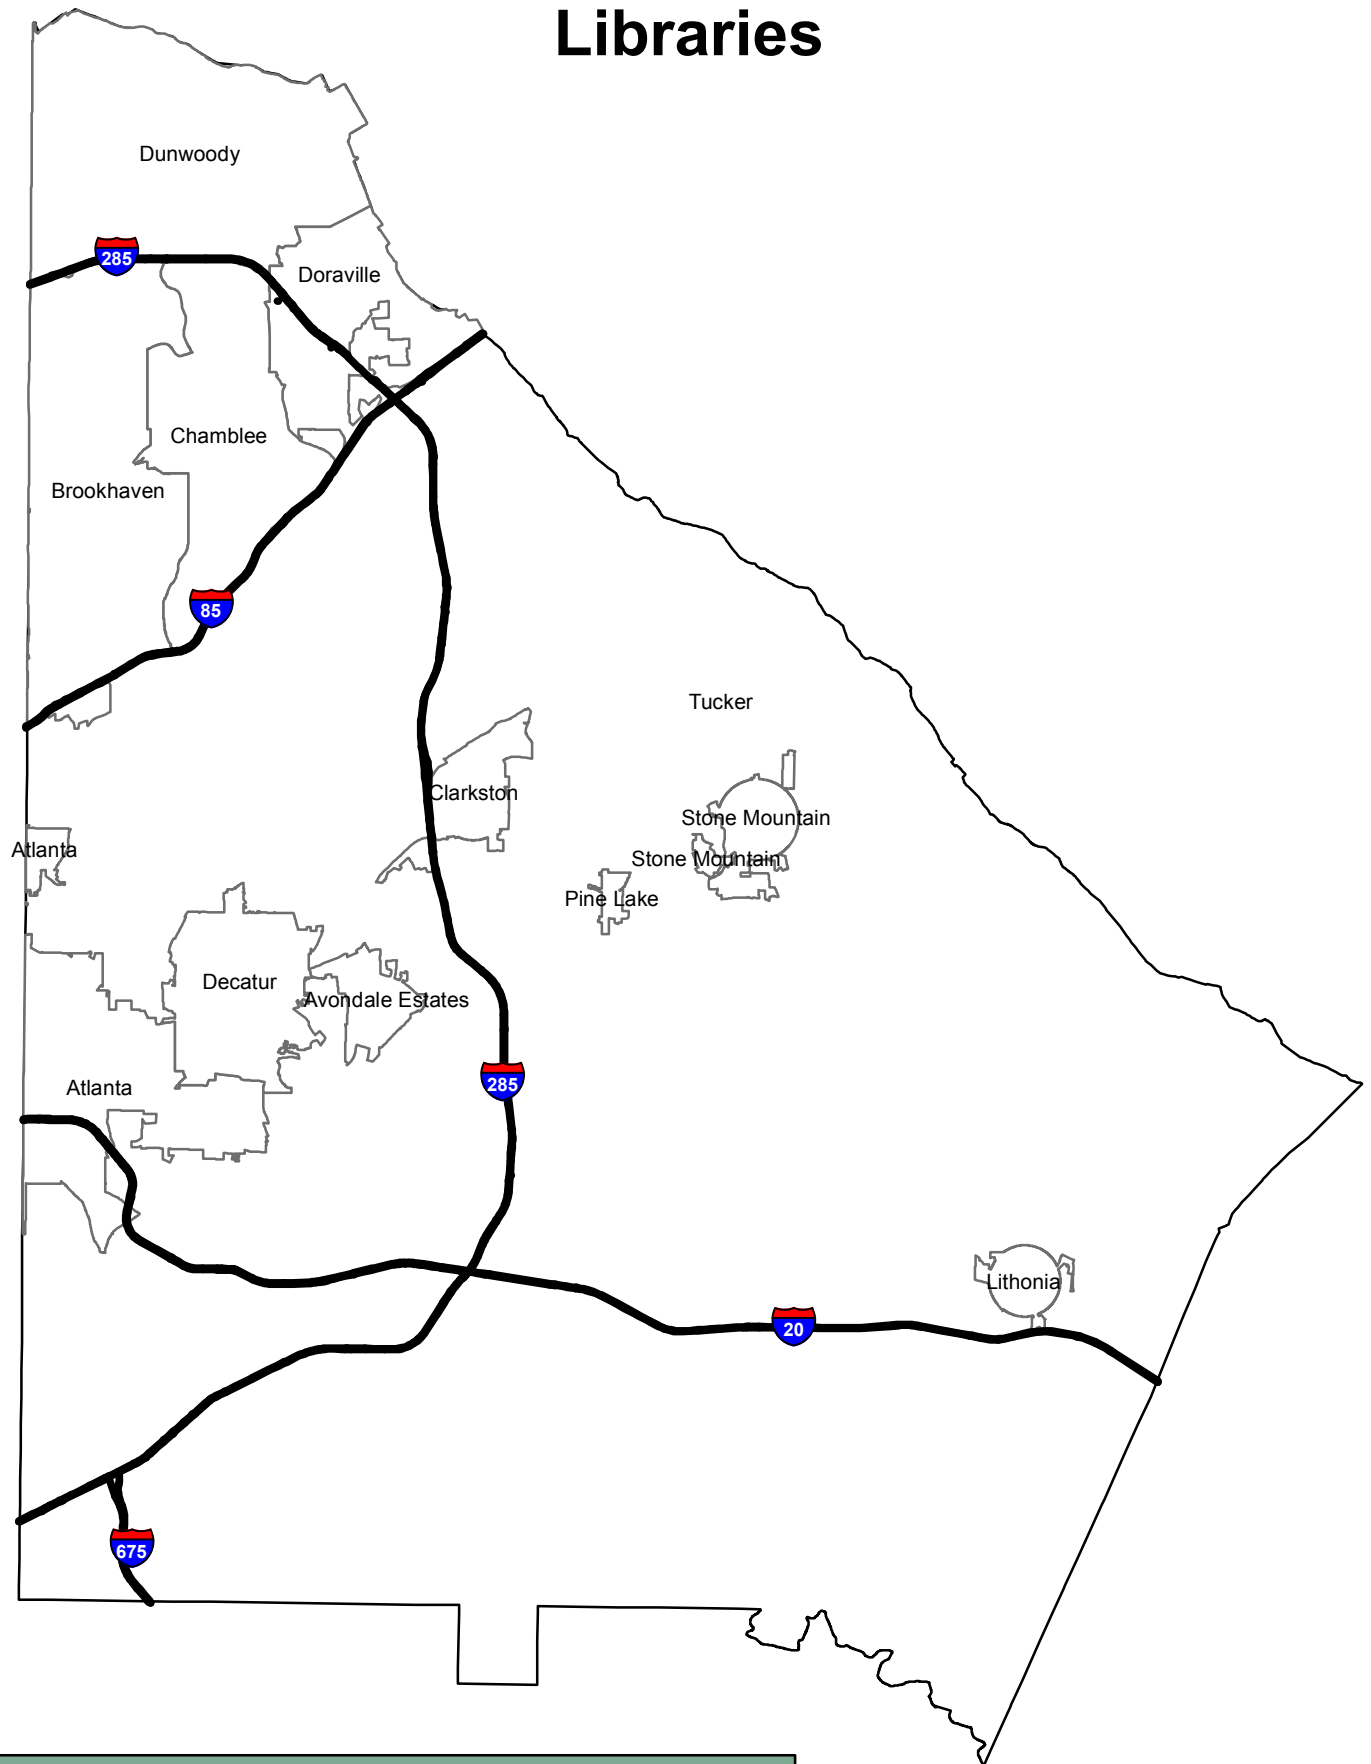 Libraries
Dunwoody
285
Doraville
Chamblee
Brookhaven
85
Tucker
Clarkston
Stone Mountain
Atlanta
Stone Mountain
Pine Lake
Decatur
Avondale Estates
285
Atlanta
Lithonia
20
675